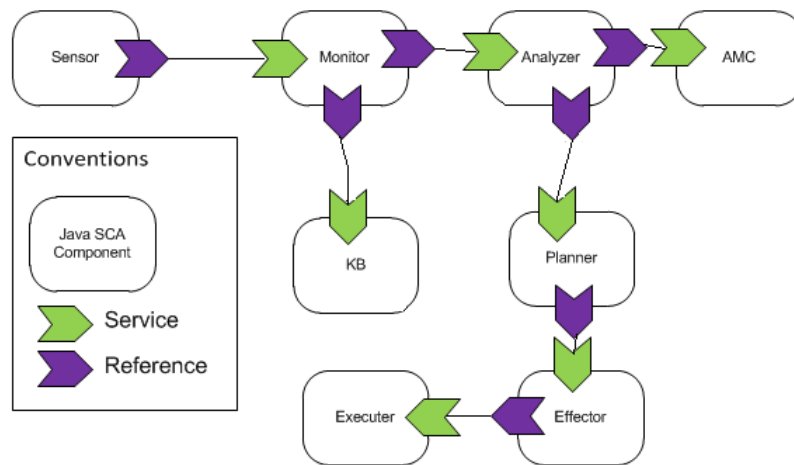 Sensor
Monitor
Analyzer
AMC
Conventions
Java SCA
Component
Service
Reference
KB
Planner
Executer
Effector